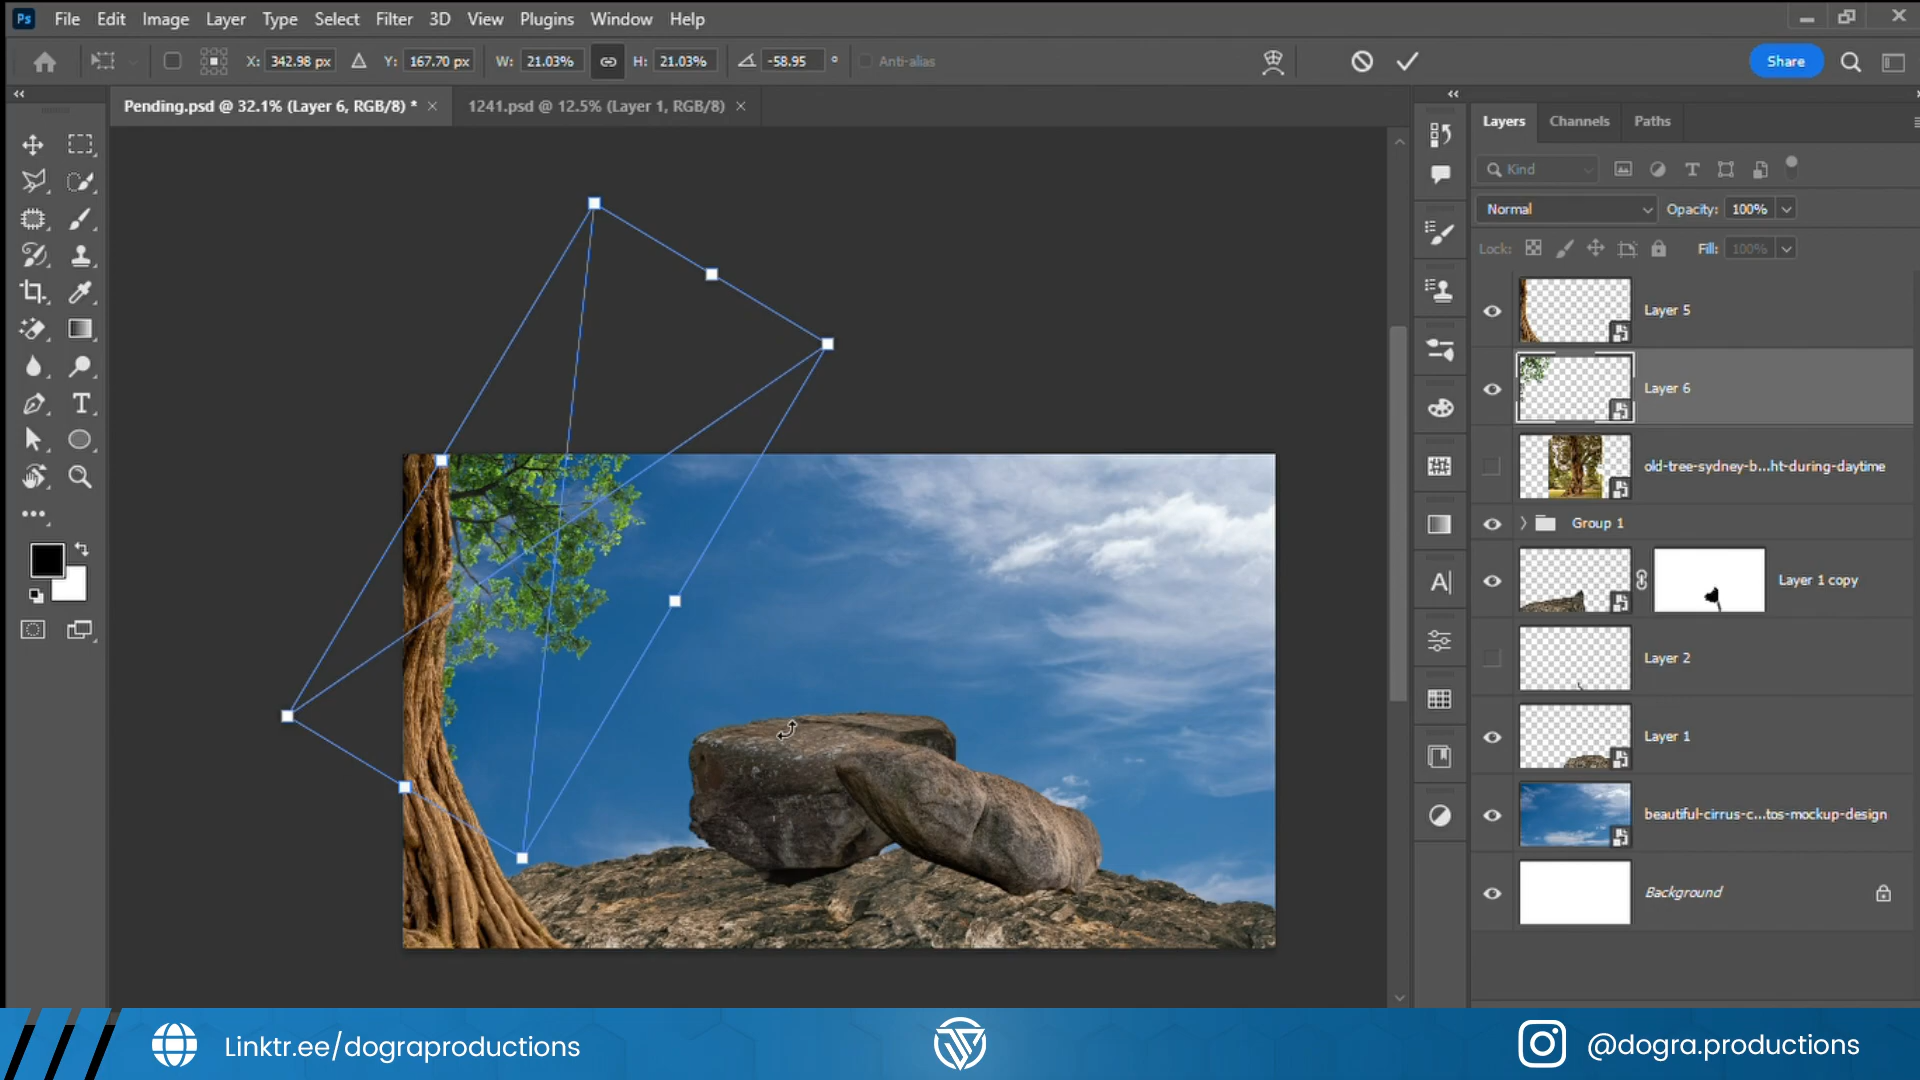 Ps File Edit Image Layer Type Select Filter 3D View Plugins Window Help
X: 342.98 px Y: 167.70 px W: 21.03% H: 21.03% -58.95 ° Anti-alias Share
Pending.psd @ 32.1% (Layer 6, RGB/8) * 1241.psd @ 12.5% (Layer 1, RGB/8)
Layers Channels Paths
Kind
Normal Opacity: 100%
Lock: Fill: 100%
Layer 5
Layer 6
old-tree-sydney-b...ht-during-daytime
Group 1
Layer 1 copy
Layer 2
Layer 1
beautiful-cirrus-c...tos-mockup-design
Background
Linktr.ee/dograproductions @dogra.productions